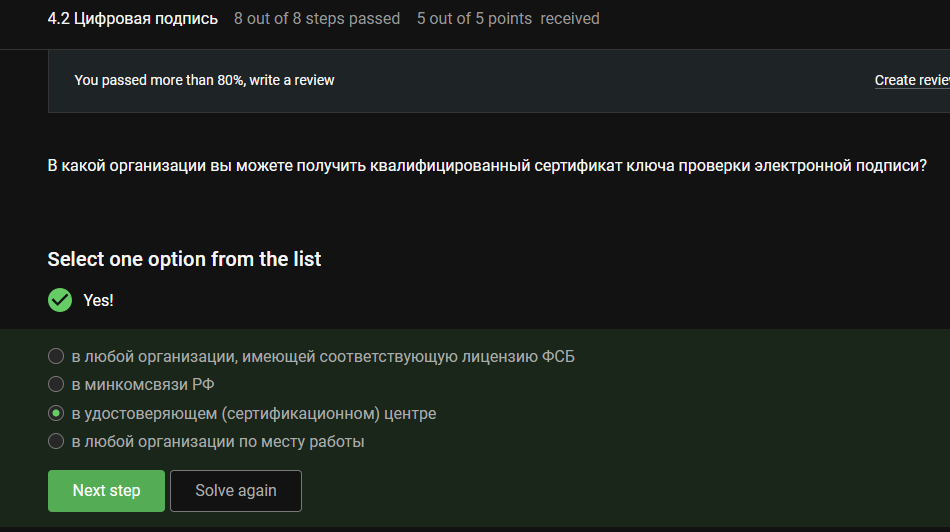 4.2 Цифровая подпись 8 out of 8 steps passed 5 out of 5 points received
You passed more than 80%, write a review Create review
В какой организации вы можете получить квалифицированный сертификат ключа проверки электронной подписи?
Select one option from the list
Yes!
в любой организации, имеющей соответствующую лицензию ФСБ
в минкомсвязи РФ
в удостоверяющем (сертификационном) центре
в любой организации по месту работы
Next step Solve again